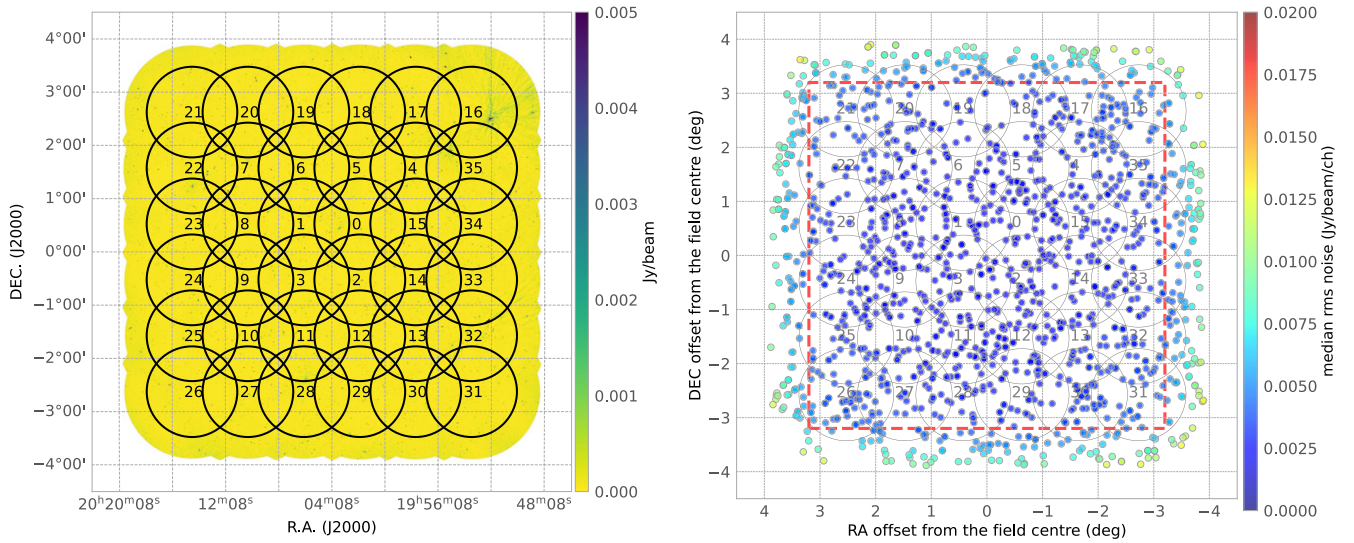 4°00'
3°00'
2°00'
1°00'
0°00'
−1°00'
−2°00'
−3°00'
−4°00'
DEC. (J2000)
21 20 19 18 17 16
22 7 6 5 4 35
23 8 1 0 15 34
24 9 3 2 14 33
25 10 11 12 13 32
26 27 28 29 30 31
20ʰ20ᵐ08ˢ 12ᵐ08ˢ 04ᵐ08ˢ 19ʰ56ᵐ08ˢ 48ᵐ08ˢ
R.A. (J2000)
0.005
0.004
0.003
0.002
0.001
0.000
Jy/beam
4
3
2
1
0
−1
−2
−3
−4
DEC offset from the field centre (deg)
21 20 19 18 17 16
22 6 5 4 35
23 1 0 15 34
24 9 3 2 14 33
25 10 11 12 13 32
26 27 28 29 30 31
4 3 2 1 0 −1 −2 −3 −4
RA offset from the field centre (deg)
0.0200
0.0175
0.0150
0.0125
0.0100
0.0075
0.0050
0.0025
0.0000
median rms noise (Jy/beam/ch)